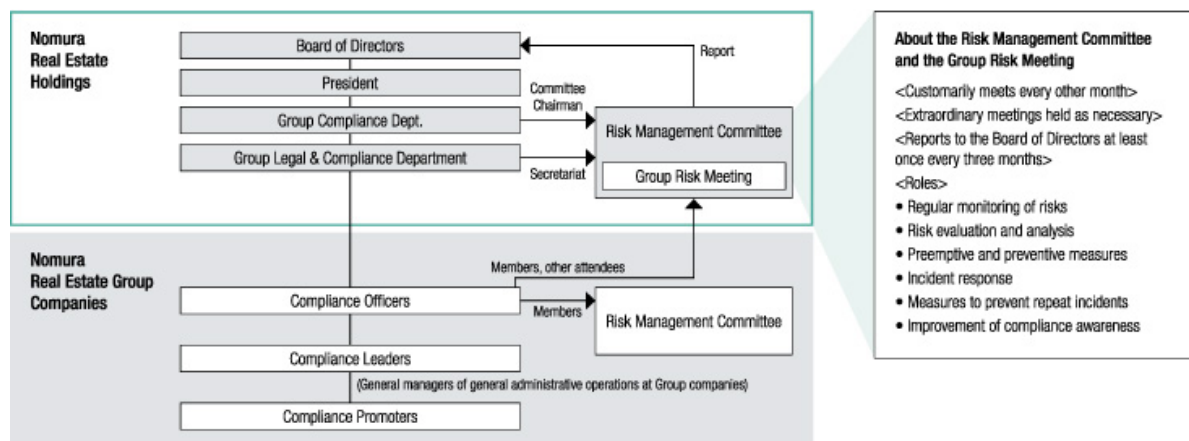 Nomura
Real Estate
Holdings
Board of Directors
President
Group Compliance Dept.
Group Legal & Compliance Department
Report
Committee
Chairman
Secretariat
Risk Management Committee
Group Risk Meeting
Nomura
Real Estate Group
Companies
Members, other attendees
Compliance Officers
Members
Risk Management Committee
Compliance Leaders
(General managers of general administrative operations at Group companies)
Compliance Promoters
About the Risk Management Committee
and the Group Risk Meeting
<Customarily meets every other month>
<Extraordinary meetings held as necessary>
<Reports to the Board of Directors at least
once every three months>
<Roles>
• Regular monitoring of risks
• Risk evaluation and analysis
• Preemptive and preventive measures
• Incident response
• Measures to prevent repeat incidents
• Improvement of compliance awareness